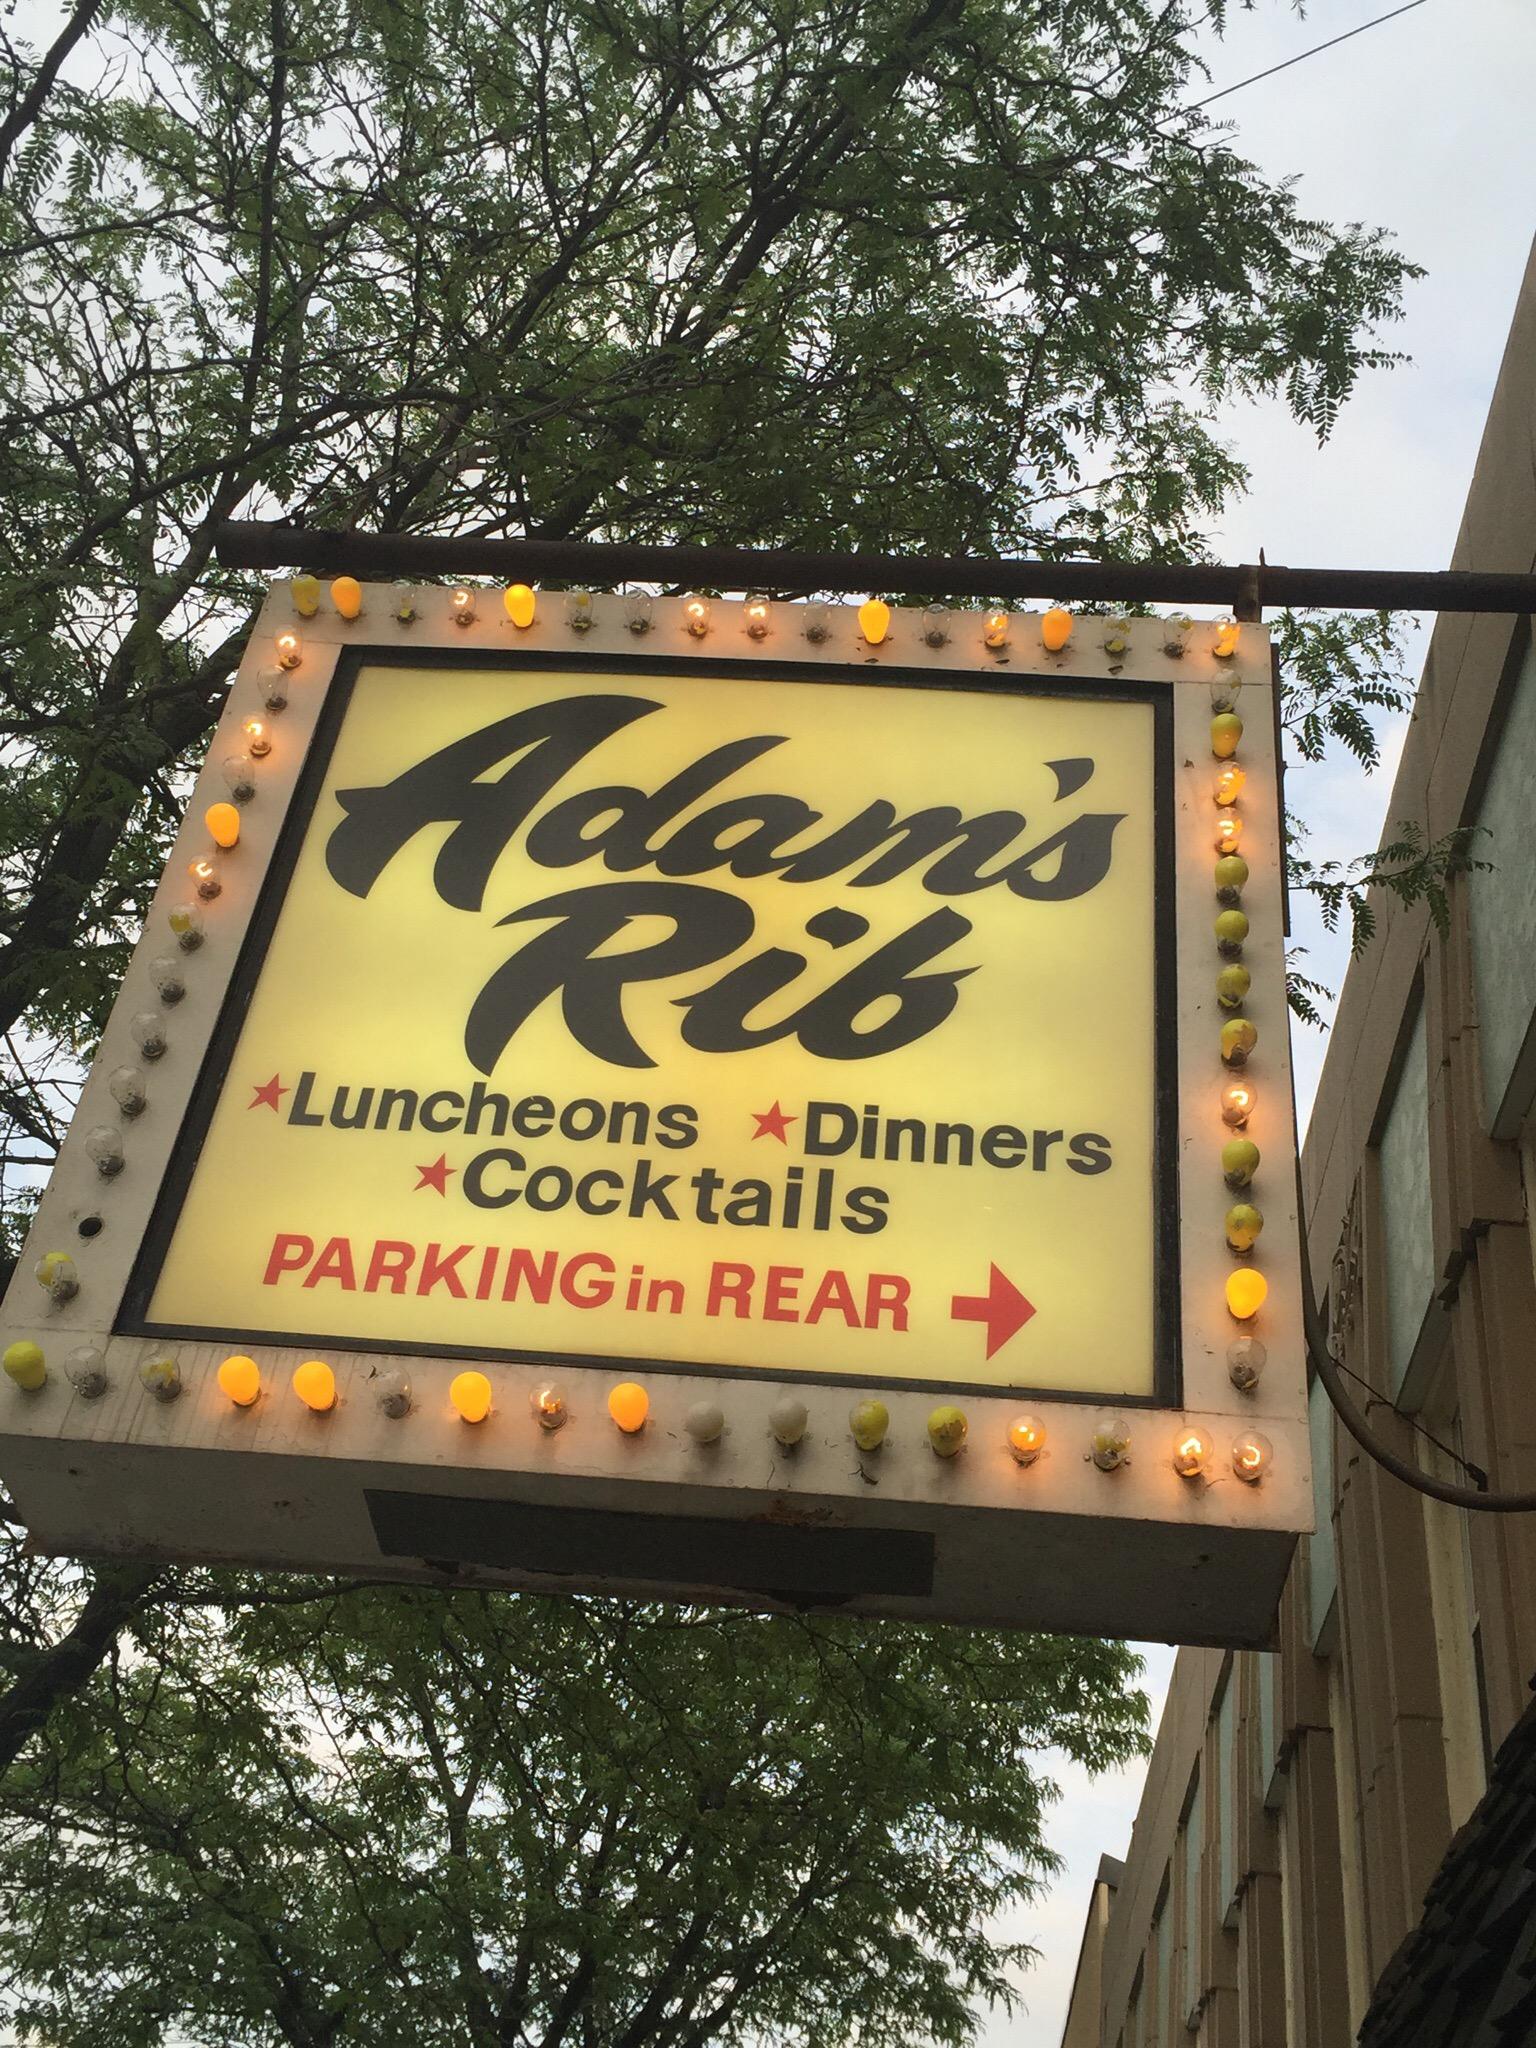 Adam's
Rib
★Luncheons ★Dinners
★Cocktails
PARKING in REAR →